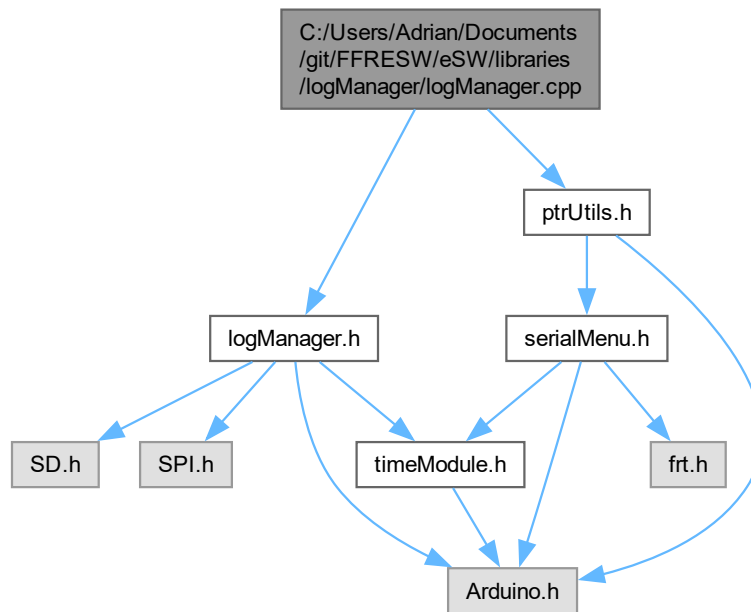 C:/Users/Adrian/Documents
/git/FFRESW/eSW/libraries
/logManager/logManager.cpp
ptrUtils.h
logManager.h
serialMenu.h
SD.h
SPI.h
timeModule.h
frt.h
Arduino.h